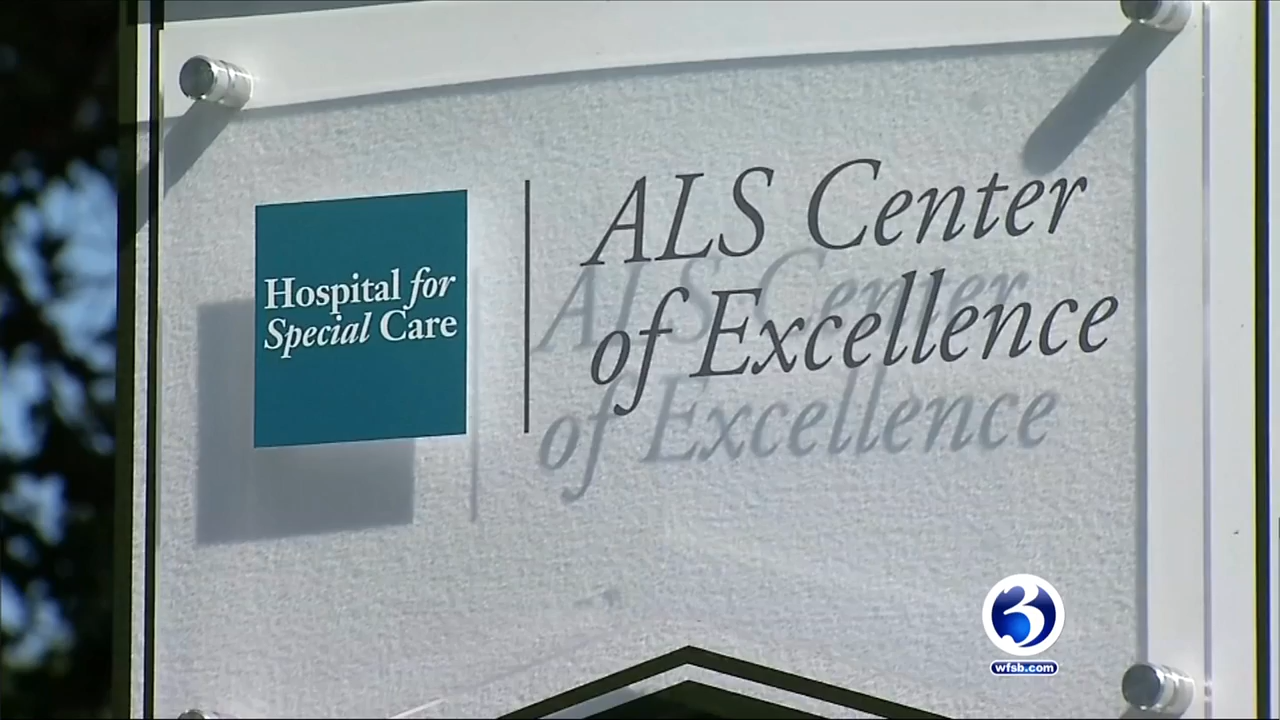 Hospital for
Special Care
ALS Center
of Excellence
3
wfsb.com